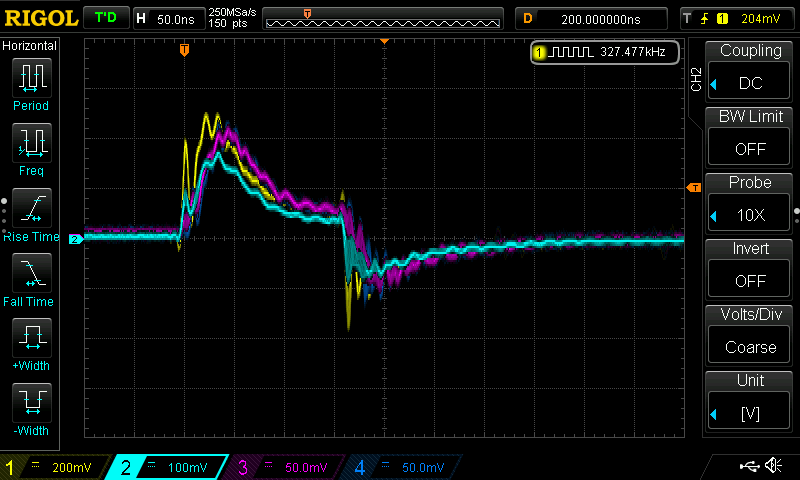 RIGOL T'D H 50.0ns 250MSa/s 150 pts T D 200.000000ns T 1 204mV
Horizontal
Period
Freq
Rise Time
Fall Time
+Width
-Width
T
1 327.477kHz
2
T
CH2
Coupling
DC
BW Limit
OFF
Probe
10X
Invert
OFF
Volts/Div
Coarse
Unit
[V]
1 200mV 2 100mV 3 50.0mV 4 50.0mV